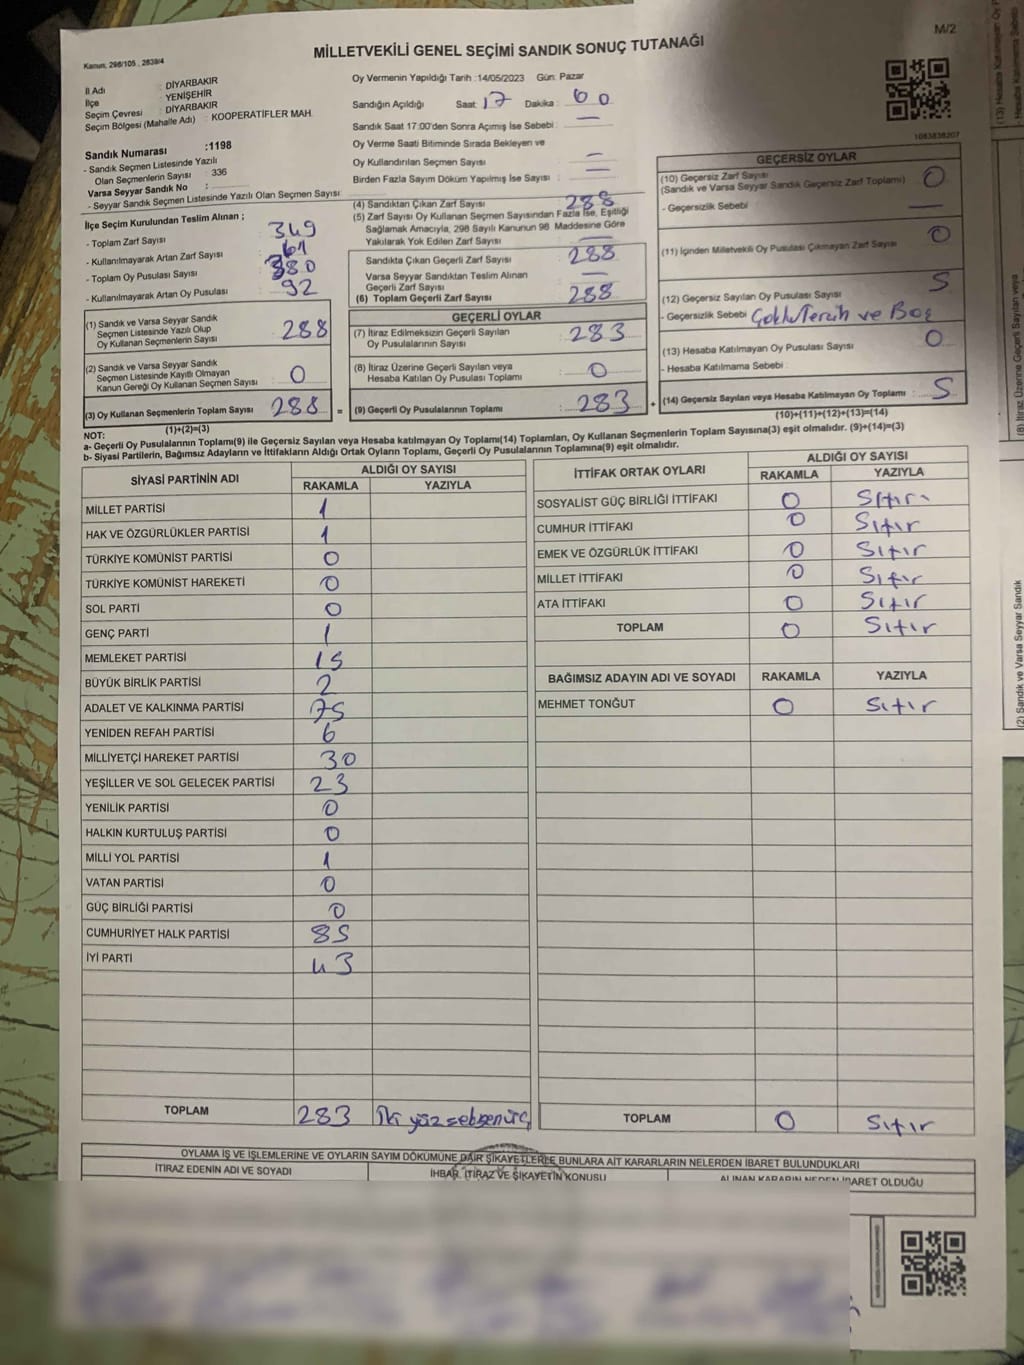 M/2
Kanun, 298/105 , 2839/4
MİLLETVEKİLİ GENEL SEÇİMİ SANDIK SONUÇ TUTANAĞI
İl Adı : DİYARBAKIR
İlçe : YENİŞEHİR
Seçim Çevresi : DİYARBAKIR
Seçim Bölgesi (Mahalle Adı) : KOOPERATİFLER MAH.
Sandık Numarası :1198
- Sandık Seçmen Listesinde Yazılı
Olan Seçmenlerin Sayısı : 336
Varsa Seyyar Sandık No :
- Seyyar Sandık Seçmen Listesinde Yazılı Olan Seçmen Sayısı:
Oy Vermenin Yapıldığı Tarih :14/05/2023 Gün: Pazar
Sandığın Açıldığı Saat: 17 Dakika : 00
Sandık Saat 17:00'den Sonra Açımış İse Sebebi : —
Oy Verme Saati Bitiminde Sırada Bekleyen ve
Oy Kullandırılan Seçmen Sayısı : —
Birden Fazla Sayım Döküm Yapılmış İse Sayısı : —
İlçe Seçim Kurulundan Teslim Alınan ;
- Toplam Zarf Sayısı : 349
- Kullanılmayarak Artan Zarf Sayısı : 61
- Toplam Oy Pusulası Sayısı : 380
- Kullanılmayarak Artan Oy Pusulası : 92
(4) Sandıktan Çıkan Zarf Sayısı : 288
(5) Zarf Sayısı Oy Kullanan Seçmen Sayısından Fazla İse, Eşitliği
Sağlamak Amacıyla, 298 Sayılı Kanunun 98 Maddesine Göre
Yakılarak Yok Edilen Zarf Sayısı : —
Sandıkta Çıkan Geçerli Zarf Sayısı : 288
Varsa Seyyar Sandıktan Teslim Alınan
Geçerli Zarf Sayısı : —
(6) Toplam Geçerli Zarf Sayısı : 288
1083838207
GEÇERSİZ OYLAR
(10) Geçersiz Zarf Sayısı : 0
(Sandık ve Varsa Seyyar Sandık Geçersiz Zarf Toplamı)
- Geçersizlik Sebebi : —
(11) İçinden Milletvekili Oy Pusulası Çıkmayan Zarf Sayısı : 0
(12) Geçersiz Sayılan Oy Pusulası Sayısı : 5
- Geçersizlik Sebebi : Çoklu Tercih ve Boş
(13) Hesaba Katılmayan Oy Pusulası Sayısı : 0
- Hesaba Katılmama Sebebi :
(14) Geçersiz Sayılan veya Hesaba Katılmayan Oy Toplamı : 5
(10)+(11)+(12)+(13)=(14)
(1) Sandık ve Varsa Seyyar Sandık
Seçmen Listesinde Yazılı Olup
Oy Kullanan Seçmenlerin Sayısı : 288
(2) Sandık ve Varsa Seyyar Sandık
Seçmen Listesinde Kayıtlı Olmayan
Kanun Gereği Oy Kullanan Seçmen Sayısı : 0
(3) Oy Kullanan Seçmenlerin Toplam Sayısı : 288 =
(1)+(2)=(3)
GEÇERLİ OYLAR
(7) İtiraz Edilmeksizin Geçerli Sayılan
Oy Pusulalarının Sayısı : 283
(8) İtiraz Üzerine Geçerli Sayılan veya
Hesaba Katılan Oy Pusulası Toplamı : 0
(9) Geçerli Oy Pusulalarının Toplamı : 283 +
NOT:
a- Geçerli Oy Pusulalarının Toplamı(9) ile Geçersiz Sayılan veya Hesaba katılmayan Oy Toplamı(14) Toplamları, Oy Kullanan Seçmenlerin Toplam Sayısına(3) eşit olmalıdır. (9)+(14)=(3)
b- Siyasi Partilerin, Bağımsız Adayların ve İttifakların Aldığı Ortak Oyların Toplamı, Geçerli Oy Pusulalarının Toplamına(9) eşit olmalıdır.
SİYASİ PARTİNİN ADI ALDIĞI OY SAYISI
RAKAMLA YAZIYLA
MİLLET PARTİSİ 1
HAK VE ÖZGÜRLÜKLER PARTİSİ 1
TÜRKİYE KOMÜNİST PARTİSİ 0
TÜRKİYE KOMÜNİST HAREKETİ 0
SOL PARTİ 0
GENÇ PARTİ 1
MEMLEKET PARTİSİ 15
BÜYÜK BİRLİK PARTİSİ 2
ADALET VE KALKINMA PARTİSİ 75
YENİDEN REFAH PARTİSİ 6
MİLLİYETÇİ HAREKET PARTİSİ 30
YEŞİLLER VE SOL GELECEK PARTİSİ 23
YENİLİK PARTİSİ 0
HALKIN KURTULUŞ PARTİSİ 0
MİLLİ YOL PARTİSİ 1
VATAN PARTİSİ 0
GÜÇ BİRLİĞİ PARTİSİ 0
CUMHURİYET HALK PARTİSİ 85
İYİ PARTİ 43
TOPLAM 283 İki yüz seksen üç
İTTİFAK ORTAK OYLARI ALDIĞI OY SAYISI
RAKAMLA YAZIYLA
SOSYALİST GÜÇ BİRLİĞİ İTTİFAKI 0 Sıfır
CUMHUR İTTİFAKI 0 Sıfır
EMEK VE ÖZGÜRLÜK İTTİFAKI 0 Sıfır
MİLLET İTTİFAKI 0 Sıfır
ATA İTTİFAKI 0 Sıfır
TOPLAM 0 Sıfır
BAĞIMSIZ ADAYIN ADI VE SOYADI RAKAMLA YAZIYLA
MEHMET TONĞUT 0 Sıfır
TOPLAM 0 Sıfır
OYLAMA İŞ VE İŞLEMLERİNE VE OYLARIN SAYIM DÖKÜMÜNE DAİR ŞİKAYETLERLE BUNLARA AİT KARARLARIN NELERDEN İBARET BULUNDUKLARI
İTİRAZ EDENİN ADI VE SOYADI İHBAR, İTİRAZ VE ŞİKAYETİN KONUSU ALINAN KARARIN NEDEN İBARET OLDUĞU
(13) Hesaba Katılmayan Oy P
- Hesaba Katılmama Sebebi
(8) İtiraz Üzerine Geçerli Sayılan veya
(2) Sandık ve Varsa Seyyar Sandık